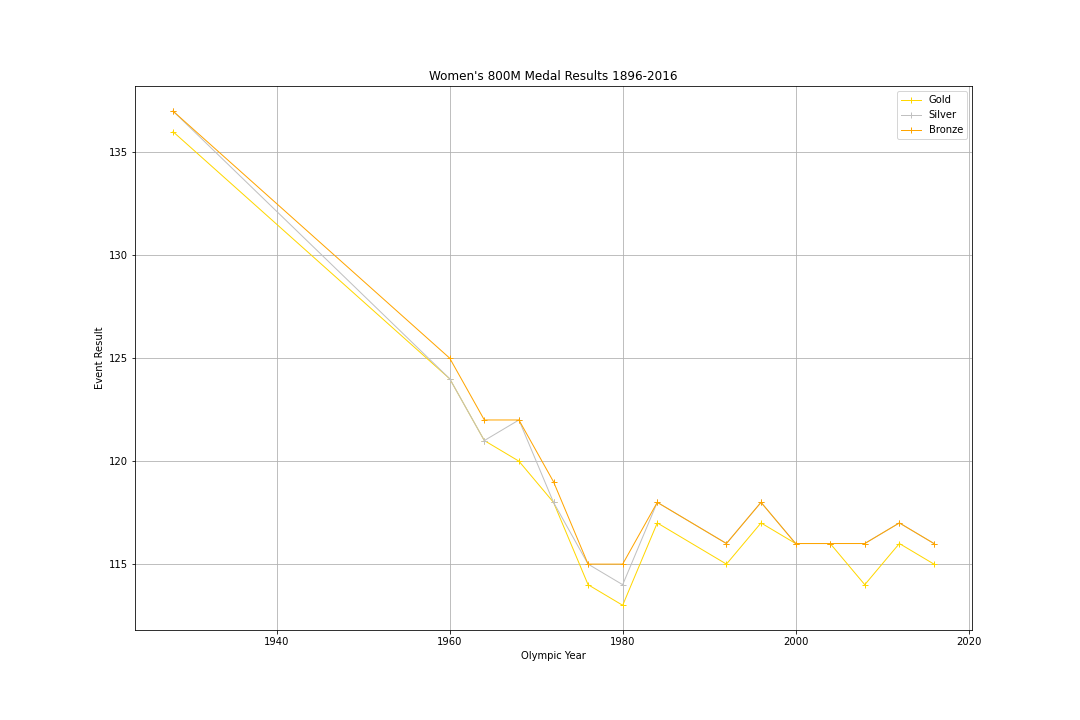 Women's 800M Medal Results 1896-2016
Gold
Silver
Bronze
Event Result
135
130
125
120
115
1940
1960
1980
2000
2020
Olympic Year